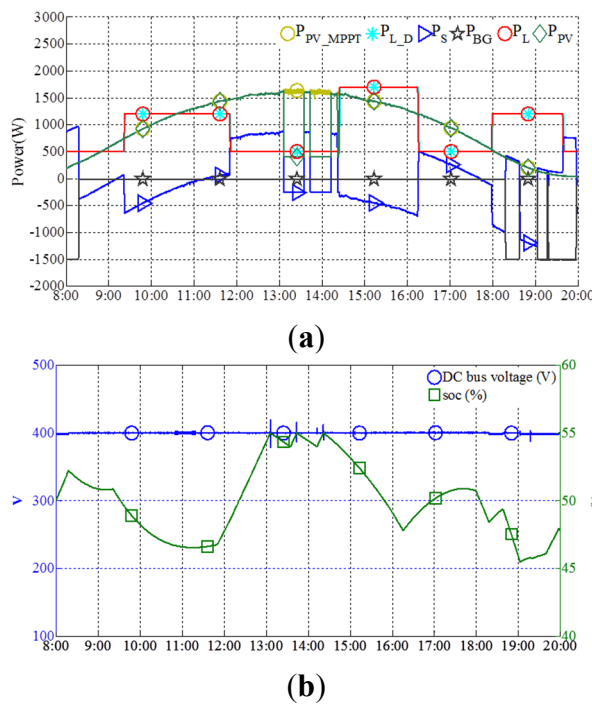 P_PV_MPPT P_L_D P_S P_BG P_L P_PV
3000
2500
2000
1500
1000
500
0
-500
-1000
-1500
-2000
Power(W)
8:00 10:00 11:00 12:00 13:00 14:00 15:00 16:00 17:00 18:00 19:00 20:00
(a)
500 60
DC bus voltage (V)
soc (%)
400 55
300 50
200 45
100 40
V
8:00 9:00 10:00 11:00 12:00 13:00 14:00 15:00 16:00 17:00 18:00 19:00 20:00
(b)